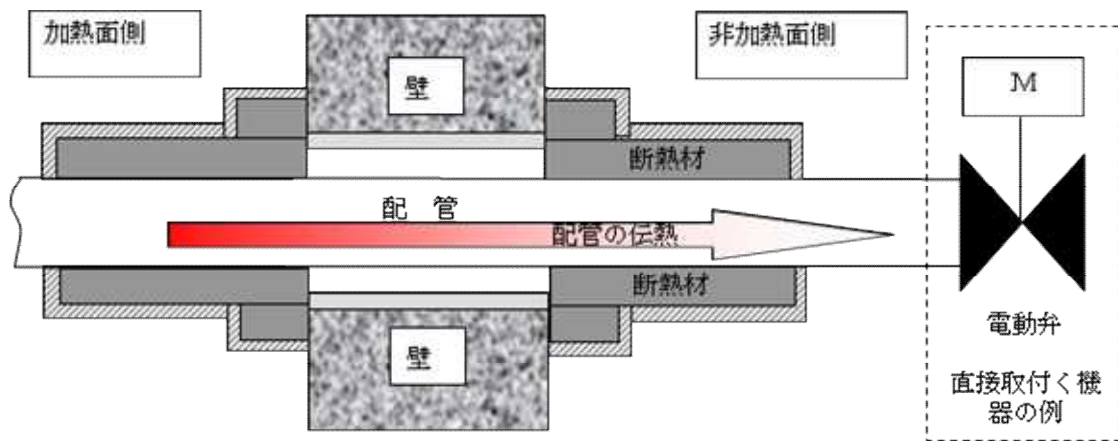 加熱面側
非加熱面側
壁
M
断熱材
配 管
配管の伝熱
断熱材
壁
電動弁
直接取付く機
器の例